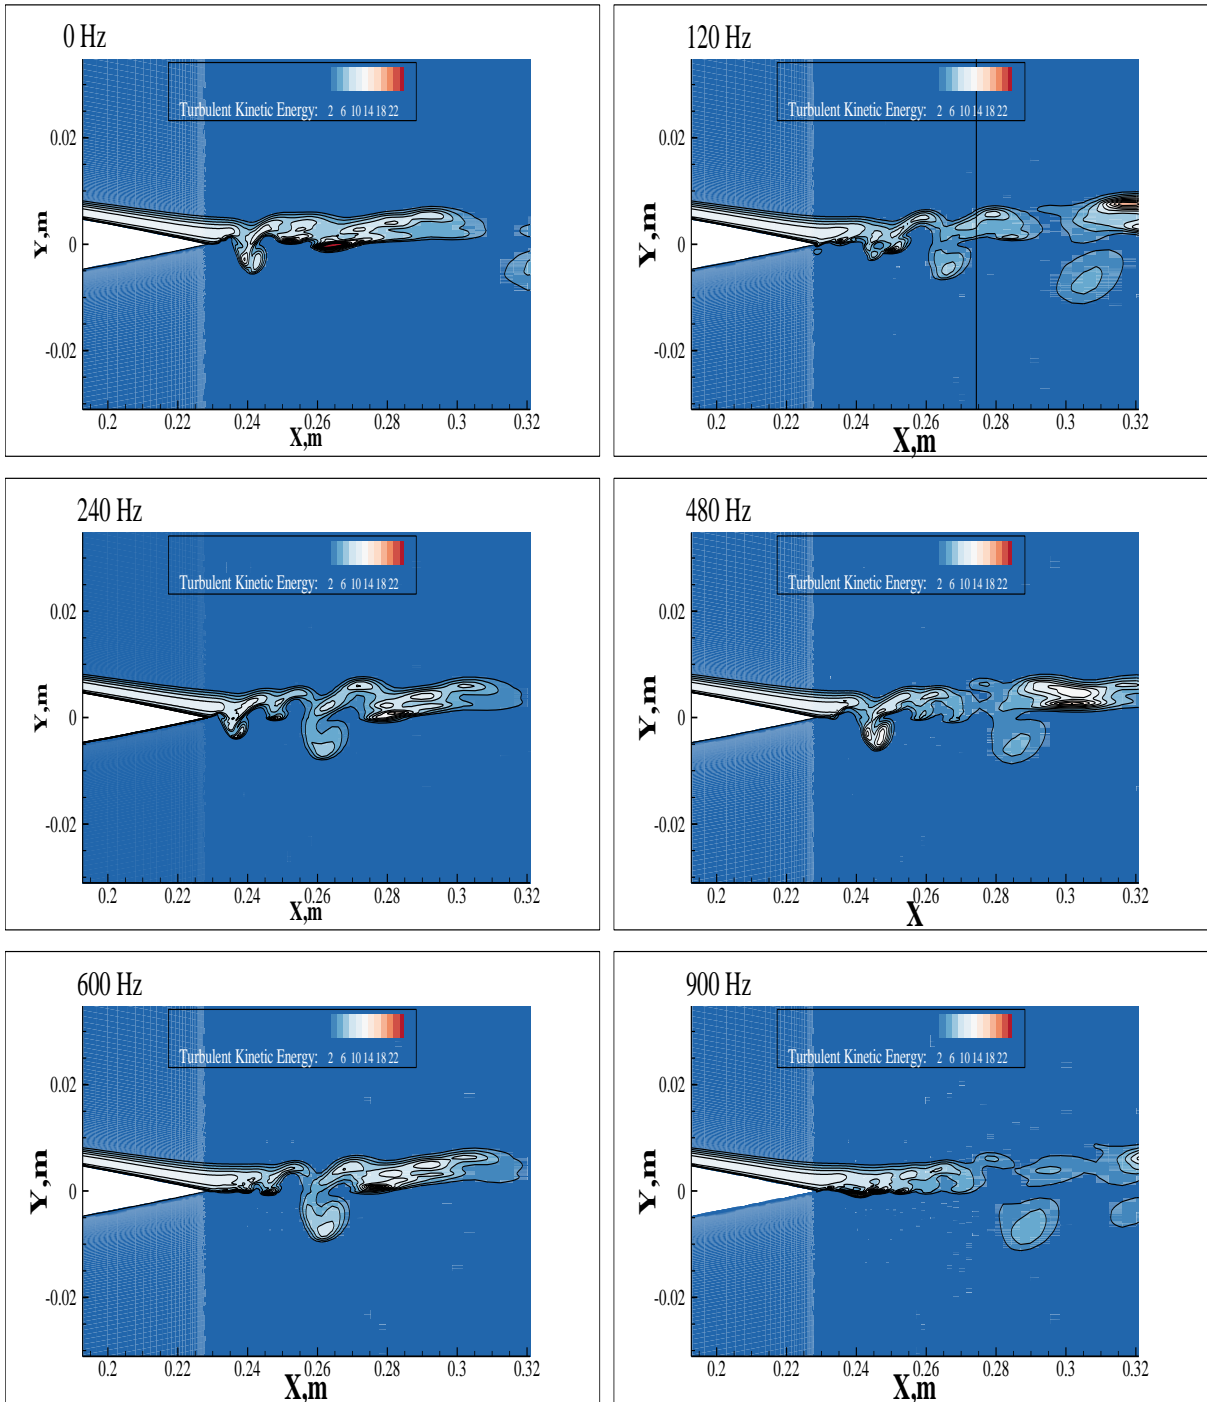 0 Hz
Turbulent Kinetic Energy: 2 6 10 14 18 22
0.02
0
-0.02
Y,m
0.2 0.22 0.24 0.26 0.28 0.3 0.32
X,m
120 Hz
Turbulent Kinetic Energy: 2 6 10 14 18 22
0.02
0
-0.02
Y,m
0.2 0.22 0.24 0.26 0.28 0.3 0.32
X,m
240 Hz
Turbulent Kinetic Energy: 2 6 10 14 18 22
0.02
0
-0.02
Y,m
0.2 0.22 0.24 0.26 0.28 0.3 0.32
X,m
480 Hz
Turbulent Kinetic Energy: 2 6 10 14 18 22
0.02
0
-0.02
Y,m
0.2 0.22 0.24 0.26 0.28 0.3 0.32
X
600 Hz
Turbulent Kinetic Energy: 2 6 10 14 18 22
0.02
0
-0.02
Y,m
0.2 0.22 0.24 0.26 0.28 0.3 0.32
X,m
900 Hz
Turbulent Kinetic Energy: 2 6 10 14 18 22
0.02
0
-0.02
Y,m
0.2 0.22 0.24 0.26 0.28 0.3 0.32
X,m